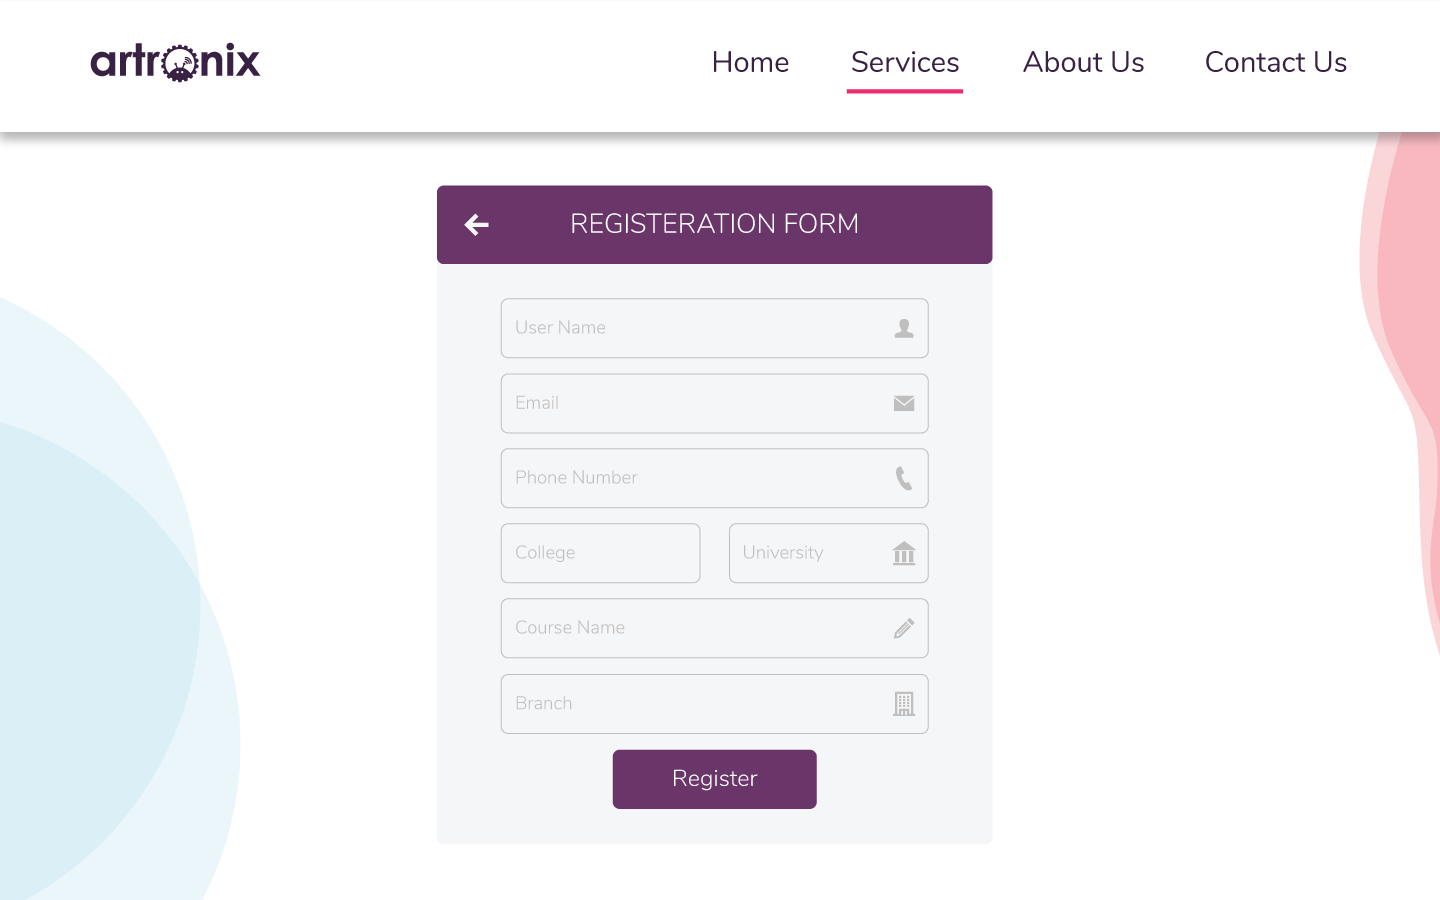 artronix
Home Services About Us Contact Us
REGISTERATION FORM
User Name
Email
Phone Number
College University
Course Name
Branch
Register